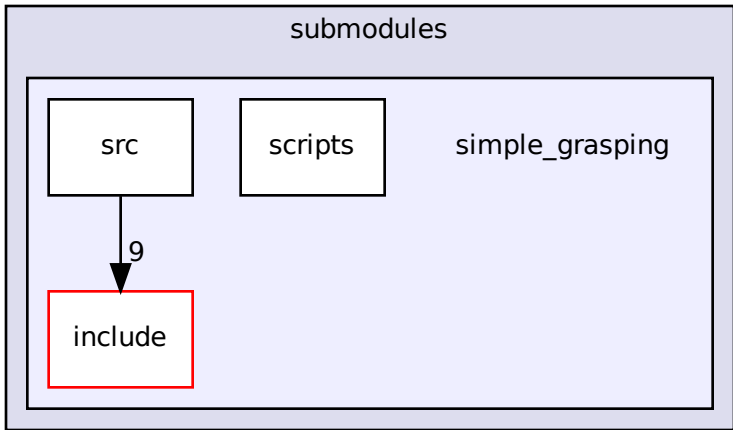 submodules
src
scripts
simple_grasping
9
include